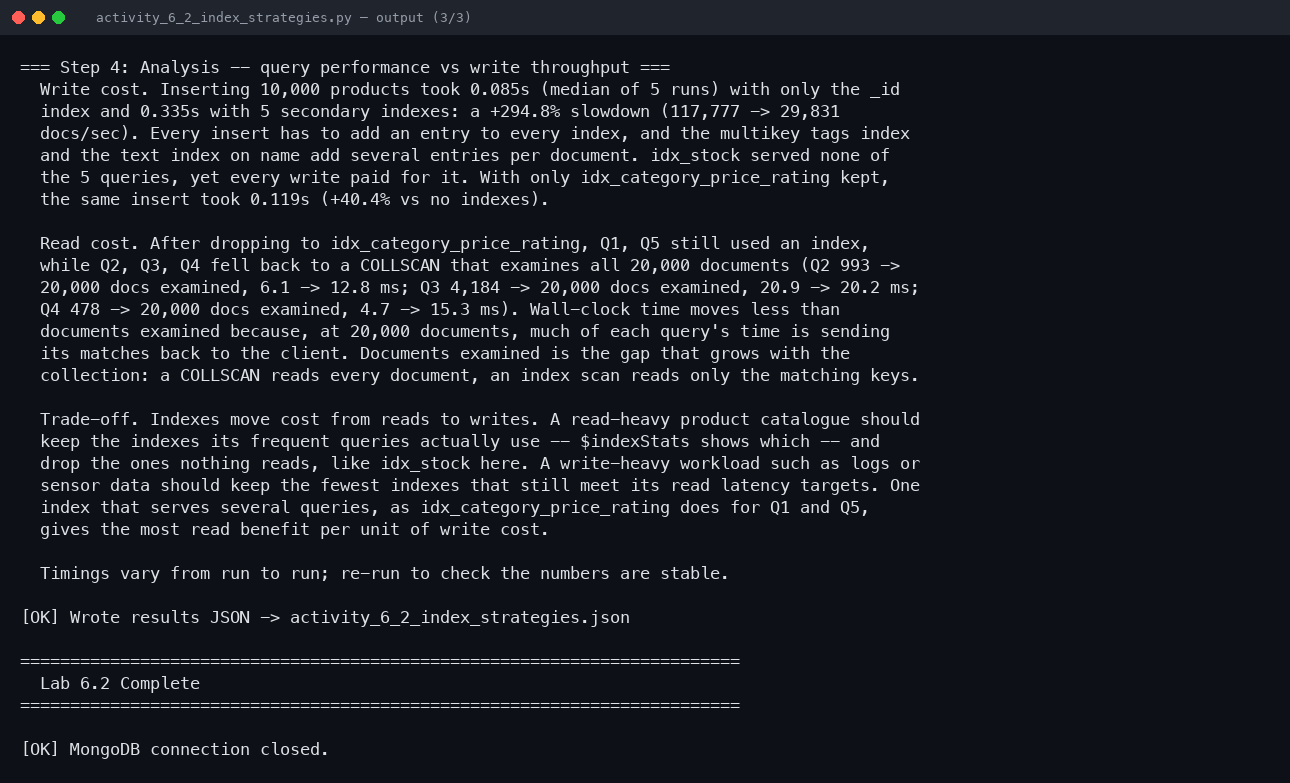 activity_6_2_index_strategies.py — output (3/3)
=== Step 4: Analysis -- query performance vs write throughput ===
Write cost. Inserting 10,000 products took 0.085s (median of 5 runs) with only the _id
index and 0.335s with 5 secondary indexes: a +294.8% slowdown (117,777 -> 29,831
docs/sec). Every insert has to add an entry to every index, and the multikey tags index
and the text index on name add several entries per document. idx_stock served none of
the 5 queries, yet every write paid for it. With only idx_category_price_rating kept,
the same insert took 0.119s (+40.4% vs no indexes).
Read cost. After dropping to idx_category_price_rating, Q1, Q5 still used an index,
while Q2, Q3, Q4 fell back to a COLLSCAN that examines all 20,000 documents (Q2 993 ->
20,000 docs examined, 6.1 -> 12.8 ms; Q3 4,184 -> 20,000 docs examined, 20.9 -> 20.2 ms;
Q4 478 -> 20,000 docs examined, 4.7 -> 15.3 ms). Wall-clock time moves less than
documents examined because, at 20,000 documents, much of each query's time is sending
its matches back to the client. Documents examined is the gap that grows with the
collection: a COLLSCAN reads every document, an index scan reads only the matching keys.
Trade-off. Indexes move cost from reads to writes. A read-heavy product catalogue should
keep the indexes its frequent queries actually use -- $indexStats shows which -- and
drop the ones nothing reads, like idx_stock here. A write-heavy workload such as logs or
sensor data should keep the fewest indexes that still meet its read latency targets. One
index that serves several queries, as idx_category_price_rating does for Q1 and Q5,
gives the most read benefit per unit of write cost.
Timings vary from run to run; re-run to check the numbers are stable.
[OK] Wrote results JSON -> activity_6_2_index_strategies.json
========================================================================
Lab 6.2 Complete
========================================================================
[OK] MongoDB connection closed.